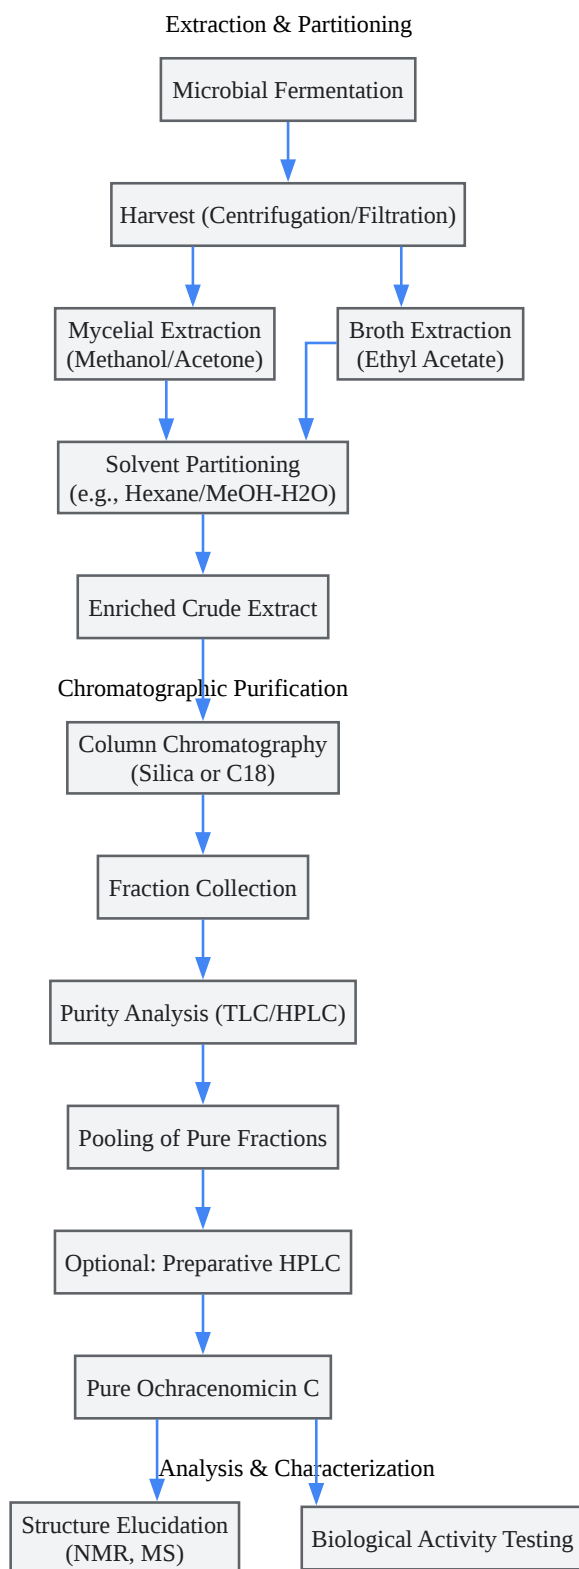 Extraction & Partitioning
Microbial Fermentation
Harvest (Centrifugation/Filtration)
Mycelial Extraction
(Methanol/Acetone)
Broth Extraction
(Ethyl Acetate)
Solvent Partitioning
(e.g., Hexane/MeOH-H2O)
Enriched Crude Extract
Chromatographic Purification
Column Chromatography
(Silica or C18)
Fraction Collection
Purity Analysis (TLC/HPLC)
Pooling of Pure Fractions
Optional: Preparative HPLC
Pure Ochracenomicin C
Analysis & Characterization
Structure Elucidation
(NMR, MS)
Biological Activity Testing